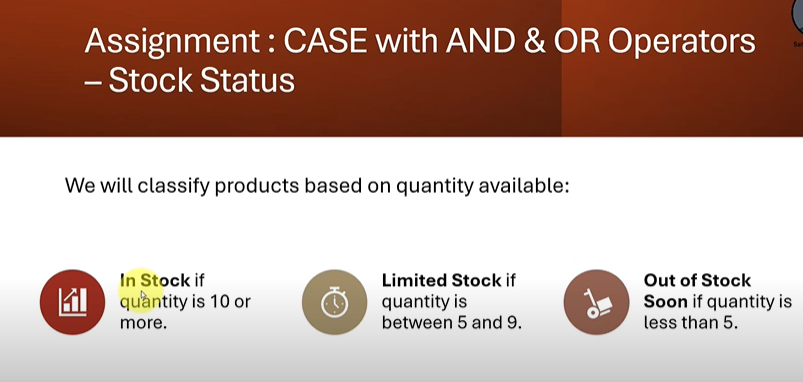 Assignment : CASE with AND & OR Operators
– Stock Status
We will classify products based on quantity available:
In Stock if
quantity is 10 or
more.
Limited Stock if
quantity is
between 5 and 9.
Out of Stock
Soon if quantity is
less than 5.